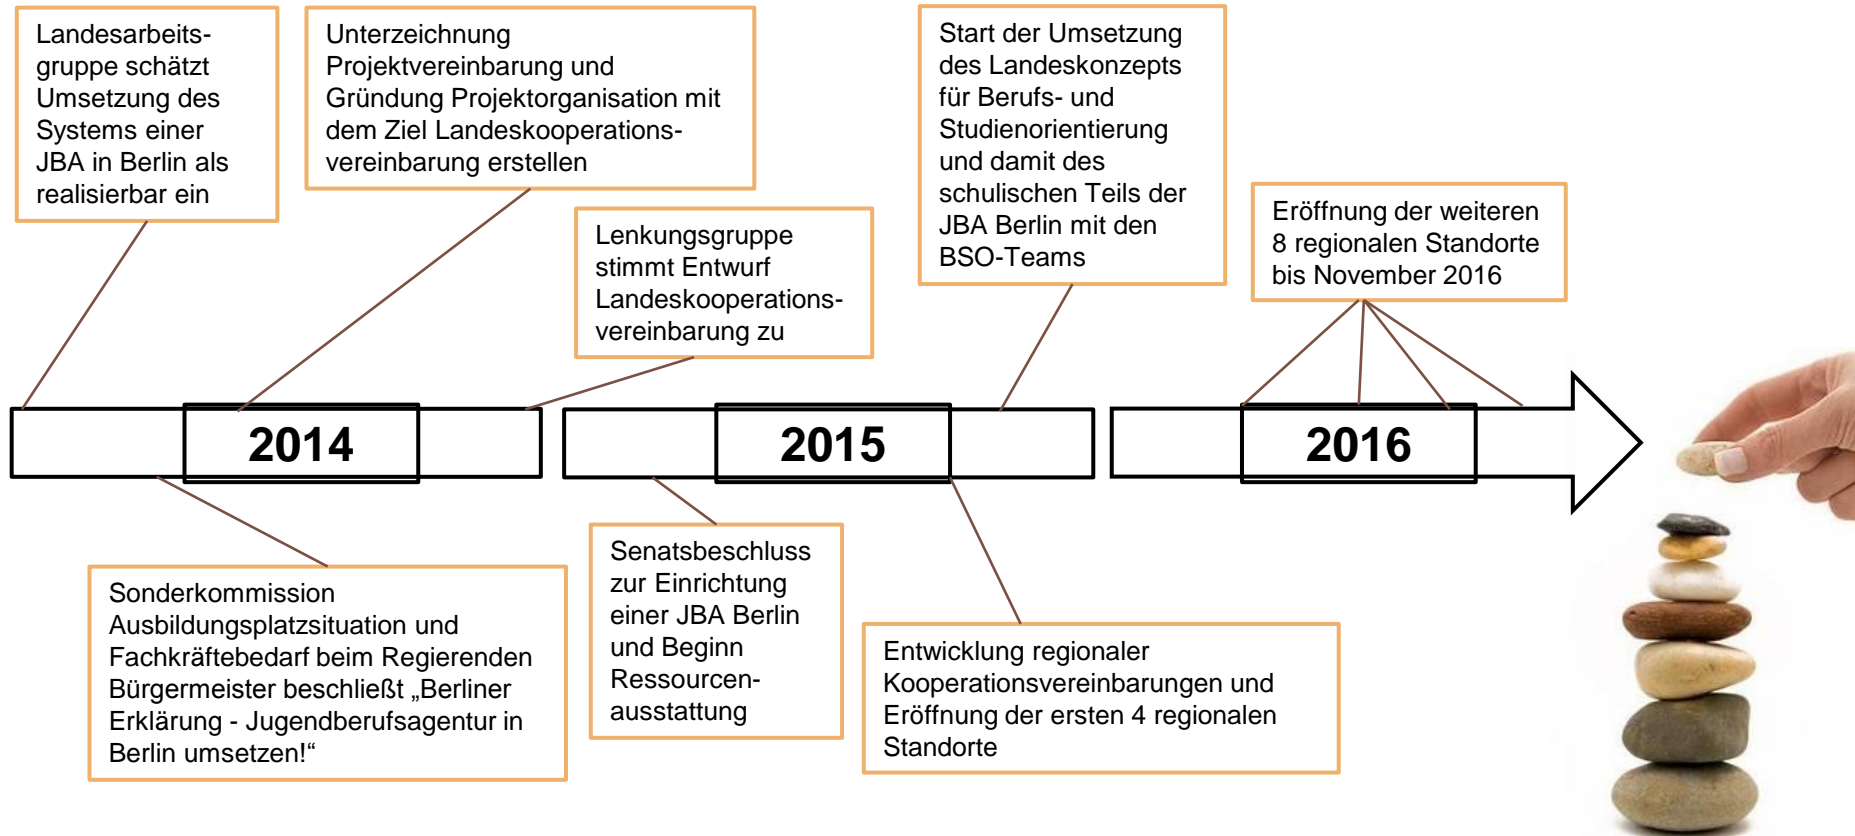 Landesarbeits-
gruppe schätzt
Umsetzung des
Systems einer
JBA in Berlin als
realisierbar ein
Unterzeichnung
Projektvereinbarung und
Gründung Projektorganisation mit
dem Ziel Landeskooperations-
vereinbarung erstellen
Lenkungsgruppe
stimmt Entwurf
Landeskooperations-
vereinbarung zu
Start der Umsetzung
des Landeskonzepts
für Berufs- und
Studienorientierung
und damit des
schulischen Teils der
JBA Berlin mit den
BSO-Teams
Eröffnung der weiteren
8 regionalen Standorte
bis November 2016
2014
2015
2016
Sonderkommission
Ausbildungsplatzsituation und
Fachkräftebedarf beim Regierenden
Bürgermeister beschließt „Berliner
Erklärung - Jugendberufsagentur in
Berlin umsetzen!“
Senatsbeschluss
zur Einrichtung
einer JBA Berlin
und Beginn
Ressourcen-
ausstattung
Entwicklung regionaler
Kooperationsvereinbarungen und
Eröffnung der ersten 4 regionalen
Standorte